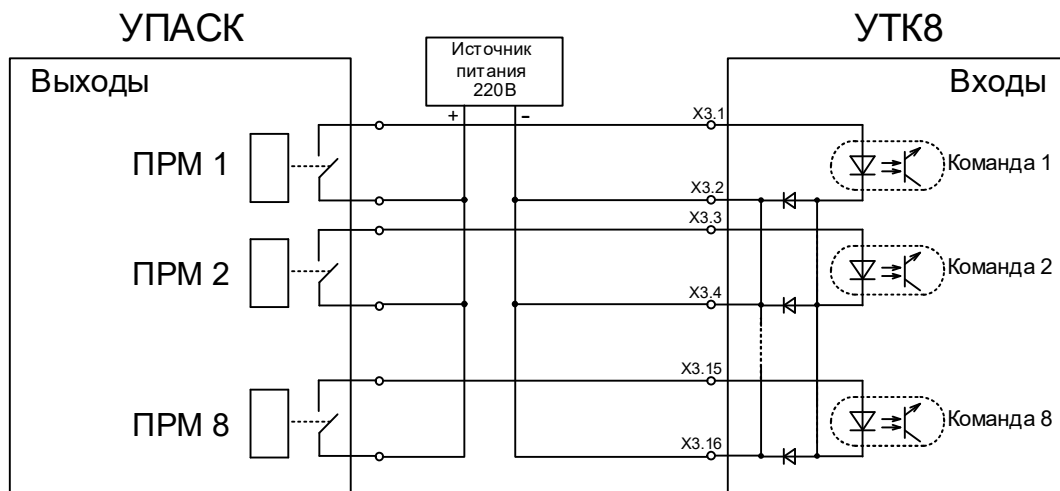 УПАСК
УТК8
Источник
питания
220В
+
-
Выходы
Входы
ПРМ 1
ПРМ 2
ПРМ 8
X3.1
X3.2
X3.3
X3.4
X3.15
X3.16
Команда 1
Команда 2
Команда 8